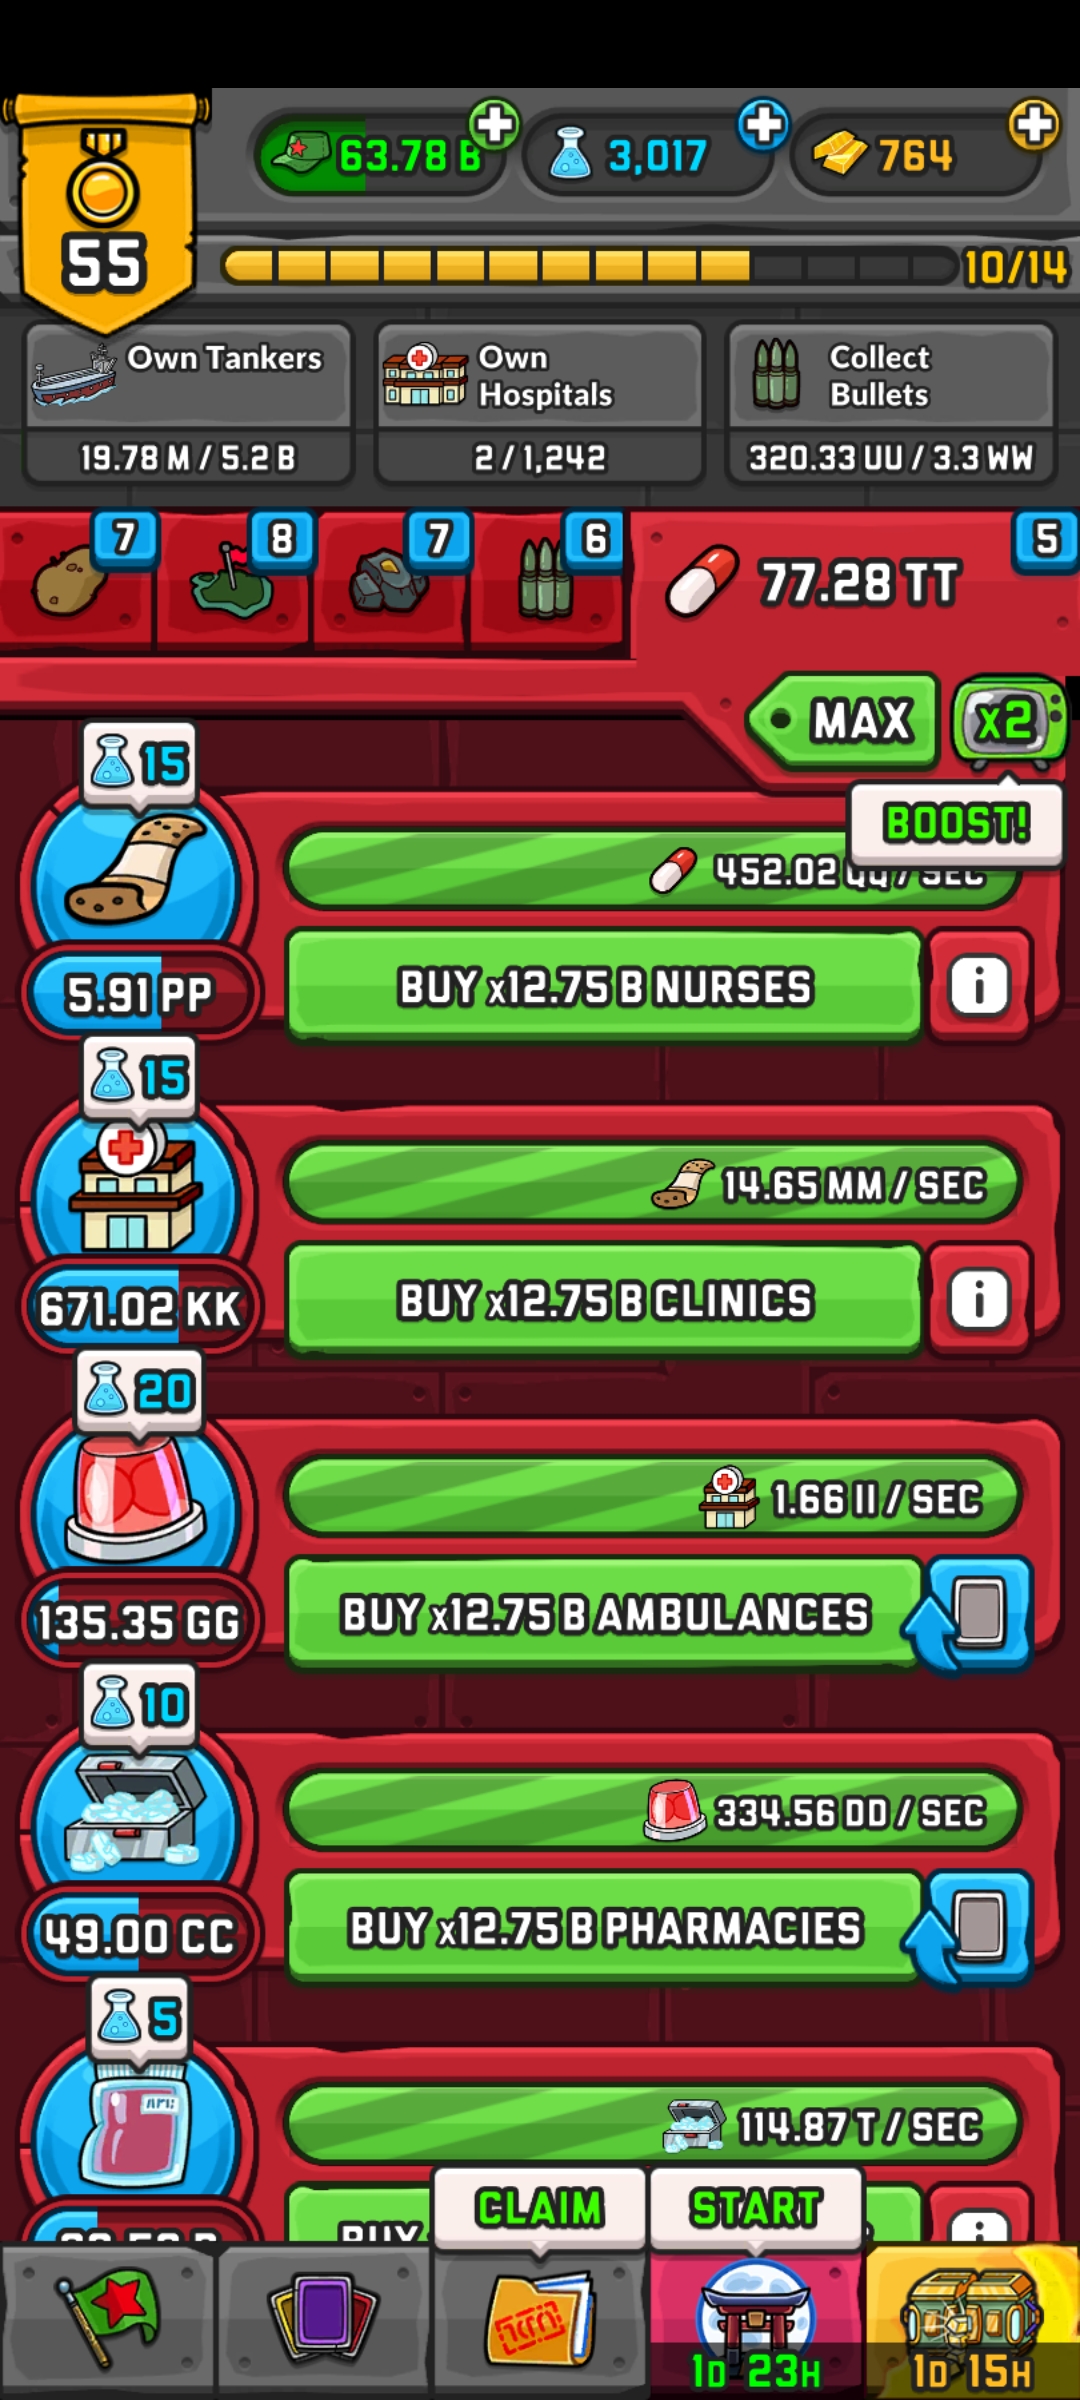 63.78 B
3,017
764
55
10/14
Own Tankers
19.78 M / 5.2 B
Own
Hospitals
2 / 1,242
Collect
Bullets
320.33 UU / 3.3 WW
7
8
7
6
5
77.28 TT
MAX
x2
BOOST!
15
452.02 QQ / SEC
BUY x12.75 B NURSES
i
5.91 PP
15
14.65 MM / SEC
BUY x12.75 B CLINICS
i
671.02 KK
20
1.66 II / SEC
BUY x12.75 B AMBULANCES
135.35 GG
10
334.56 DD / SEC
BUY x12.75 B PHARMACIES
49.00 CC
5
114.87 T / SEC
BUY
i
CLAIM
START
1D 23H
1D 15H